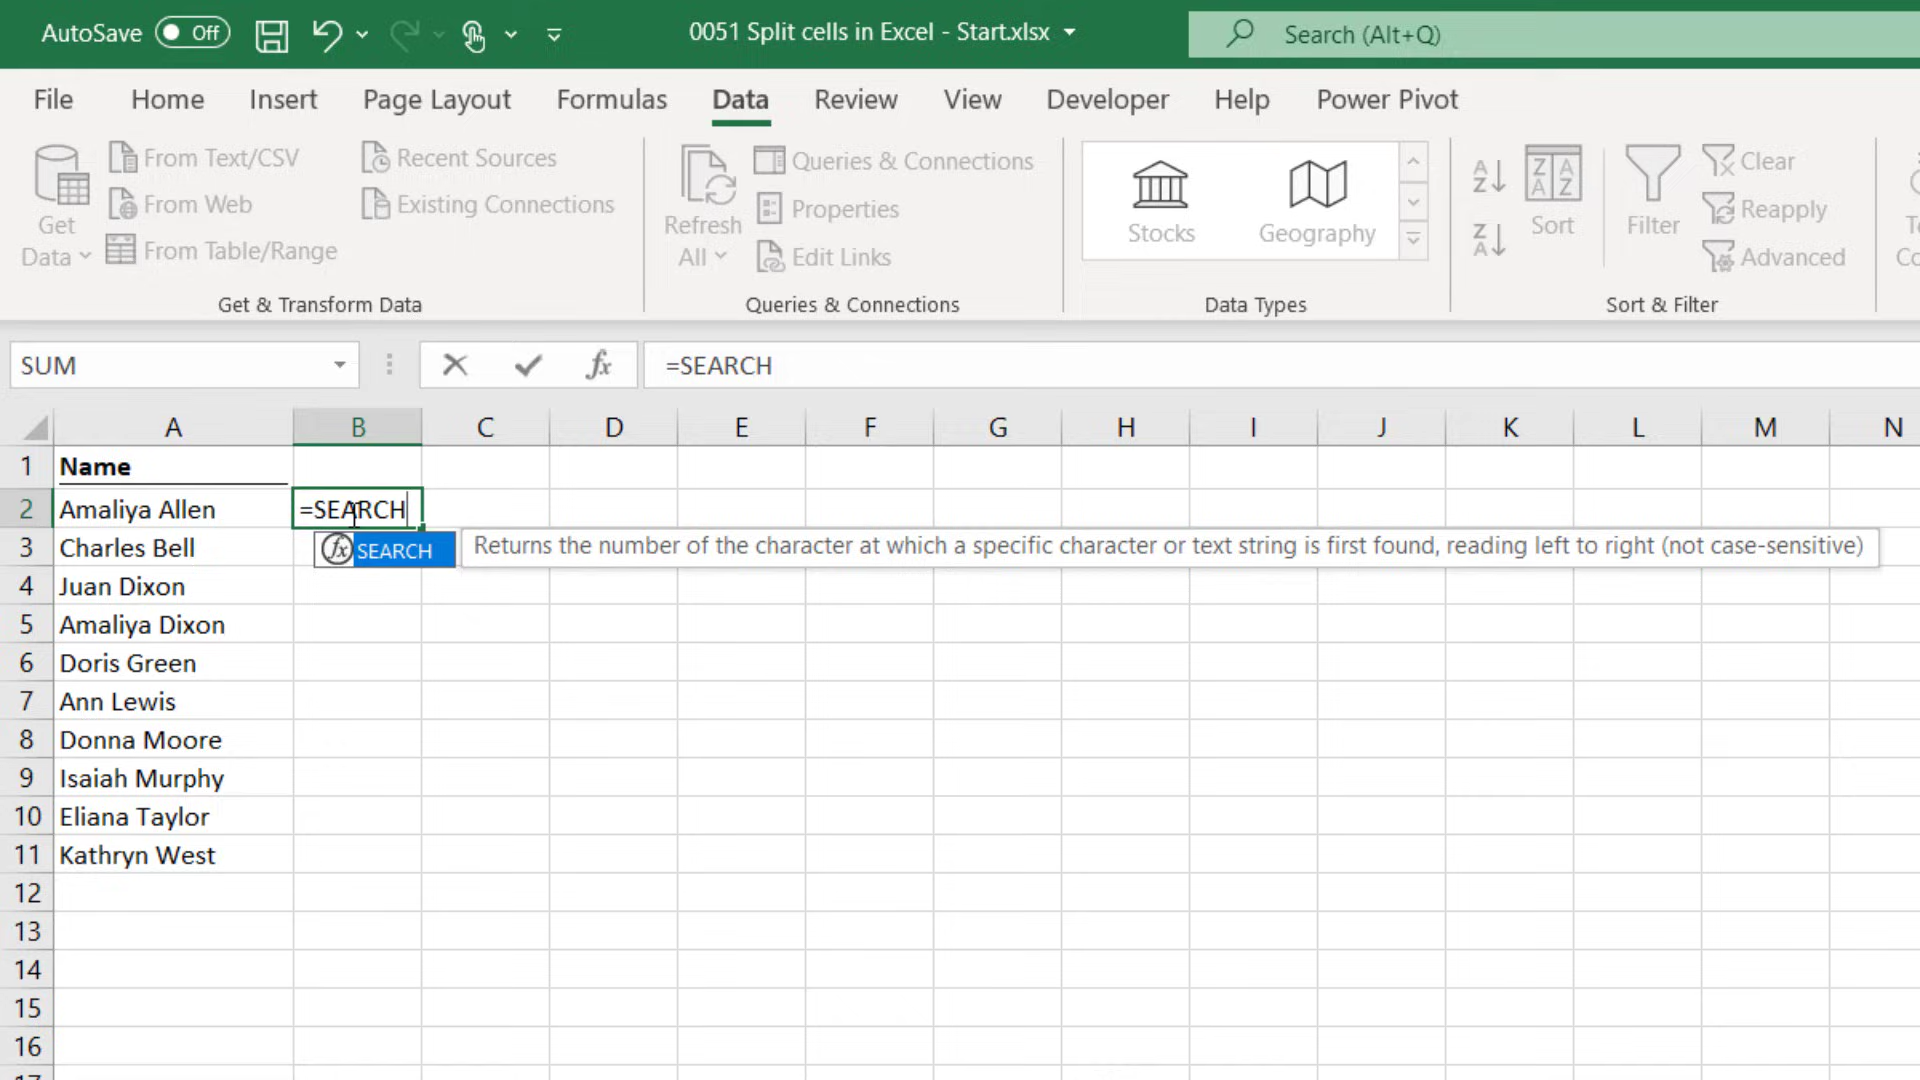 AutoSave Off 0051 Split cells in Excel - Start.xlsx Search (Alt+Q)
File Home Insert Page Layout Formulas Data Review View Developer Help Power Pivot
Get Data
From Text/CSV
From Web
From Table/Range
Recent Sources
Existing Connections
Get & Transform Data
Refresh All
Queries & Connections
Properties
Edit Links
Queries & Connections
Stocks
Geography
Data Types
Sort
Filter
Clear
Reapply
Advanced
Sort & Filter
SUM fx =SEARCH
A B C D E F G H I J K L M N
1 Name
2 Amaliya Allen =SEARCH
SEARCH Returns the number of the character at which a specific character or text string is first found, reading left to right (not case-sensitive)
3 Charles Bell
4 Juan Dixon
5 Amaliya Dixon
6 Doris Green
7 Ann Lewis
8 Donna Moore
9 Isaiah Murphy
10 Eliana Taylor
11 Kathryn West
12
13
14
15
16